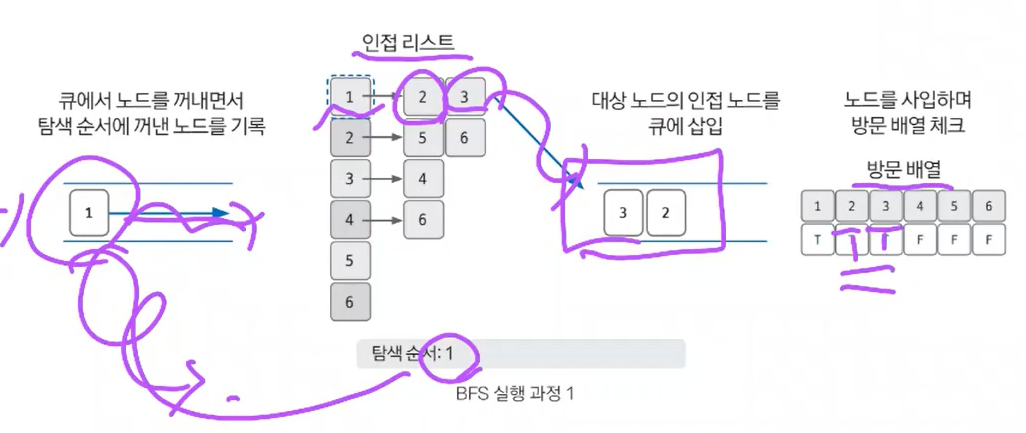 인접 리스트
큐에서 노드를 꺼내면서
탐색 순서에 꺼낸 노드를 기록
1
1 2 3
2 5 6
3 4
4 6
5
6
대상 노드의 인접 노드를
큐에 삽입
3 2
노드를 사입하며
방문 배열 체크
방문 배열
1 2 3 4 5 6
T T T F F F
탐색 순서: 1
BFS 실행 과정 1